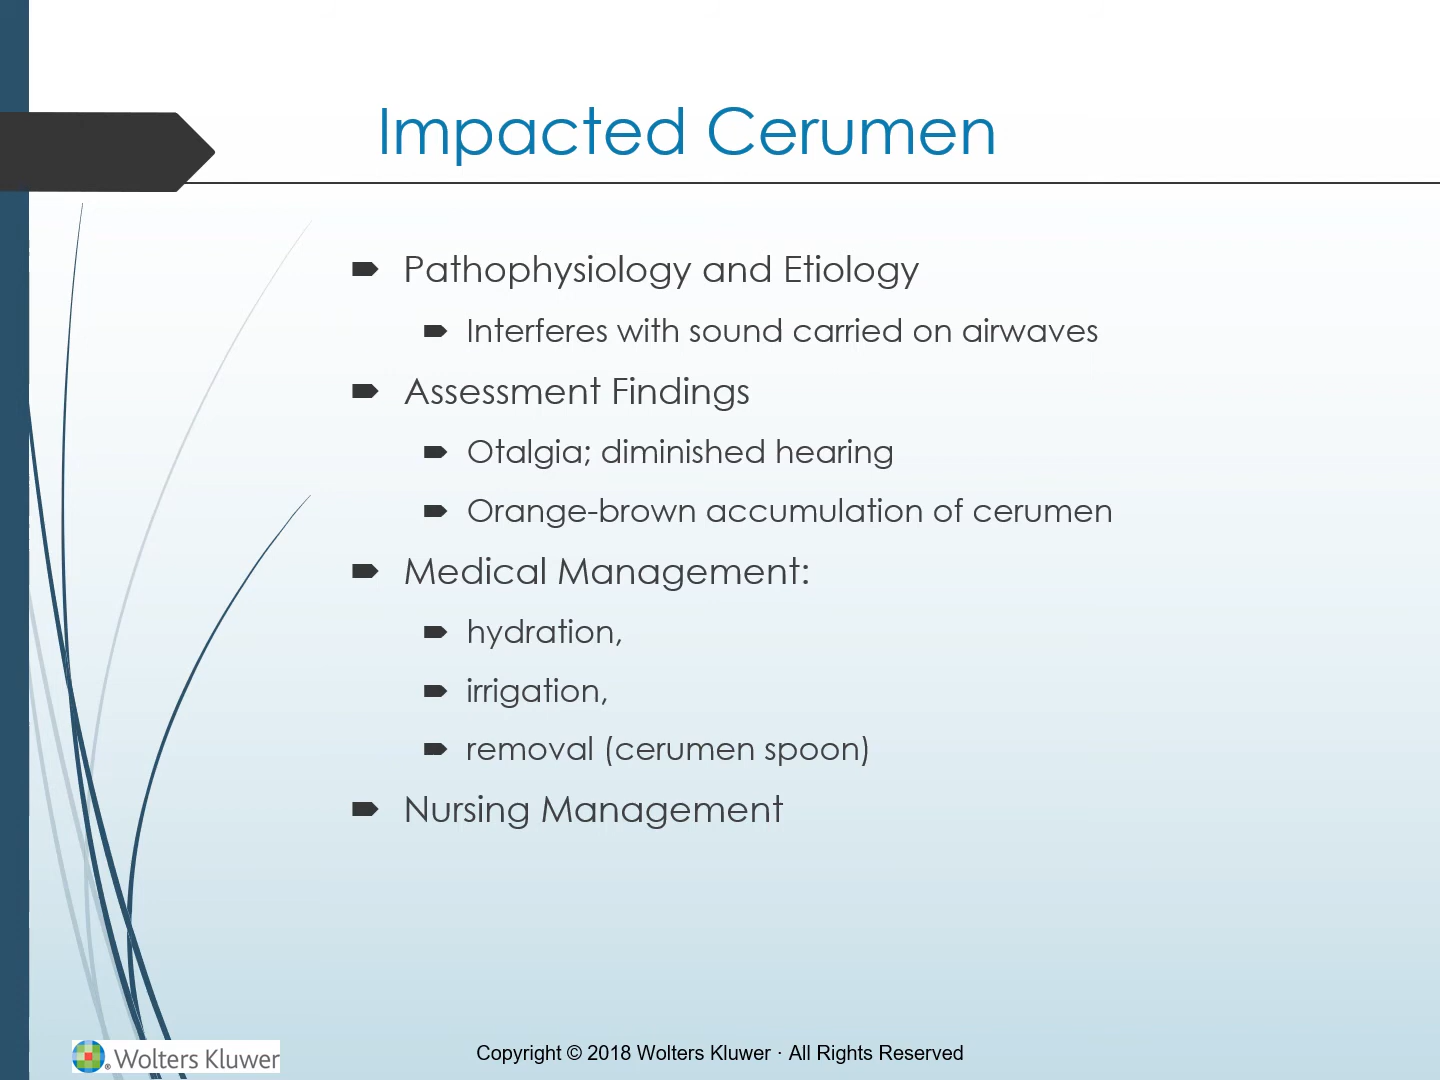 Impacted Cerumen
Pathophysiology and Etiology
Interferes with sound carried on airwaves
Assessment Findings
Otalgia; diminished hearing
Orange-brown accumulation of cerumen
Medical Management:
hydration,
irrigation,
removal (cerumen spoon)
Nursing Management
Wolters Kluwer
Copyright © 2018 Wolters Kluwer · All Rights Reserved